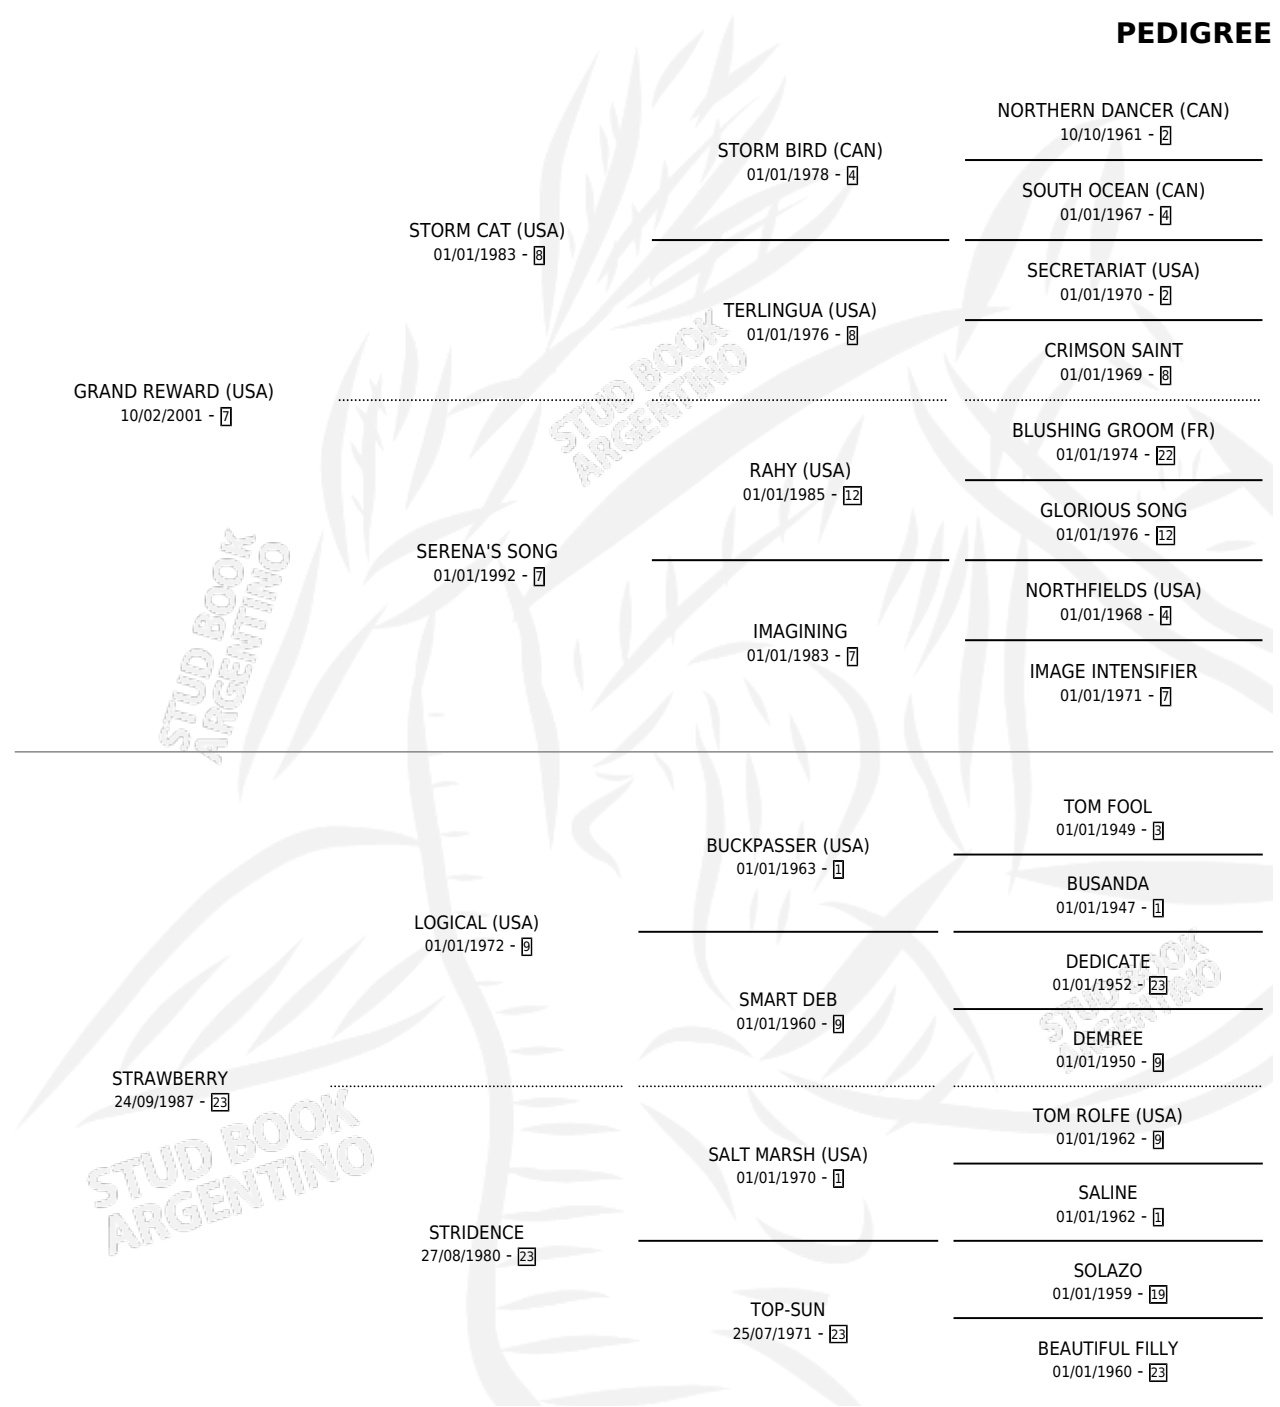 PEDIGREE
NORTHERN DANCER (CAN)
10/10/1961 - 2
STORM BIRD (CAN)
01/01/1978 - 4
SOUTH OCEAN (CAN)
01/01/1967 - 4
STORM CAT (USA)
01/01/1983 - 8
SECRETARIAT (USA)
01/01/1970 - 2
TERLINGUA (USA)
01/01/1976 - 8
CRIMSON SAINT
01/01/1969 - 8
GRAND REWARD (USA)
10/02/2001 - 7
BLUSHING GROOM (FR)
01/01/1974 - 22
RAHY (USA)
01/01/1985 - 12
GLORIOUS SONG
01/01/1976 - 12
SERENA'S SONG
01/01/1992 - 7
NORTHFIELDS (USA)
01/01/1968 - 4
IMAGINING
01/01/1983 - 7
IMAGE INTENSIFIER
01/01/1971 - 7
TOM FOOL
01/01/1949 - 3
BUCKPASSER (USA)
01/01/1963 - 1
BUSANDA
01/01/1947 - 1
LOGICAL (USA)
01/01/1972 - 9
DEDICATE
01/01/1952 - 23
SMART DEB
01/01/1960 - 9
DEMREE
01/01/1950 - 9
STRAWBERRY
24/09/1987 - 23
TOM ROLFE (USA)
01/01/1962 - 9
SALT MARSH (USA)
01/01/1970 - 1
SALINE
01/01/1962 - 1
STRIDENCE
27/08/1980 - 23
SOLAZO
01/01/1959 - 19
TOP-SUN
25/07/1971 - 23
BEAUTIFUL FILLY
01/01/1960 - 23
STUD BOOK
ARGENTINO
STUD BOOK
ARGENTINO
STUD BOOK
ARGENTINO
STUD BOOK
ARGENTINO